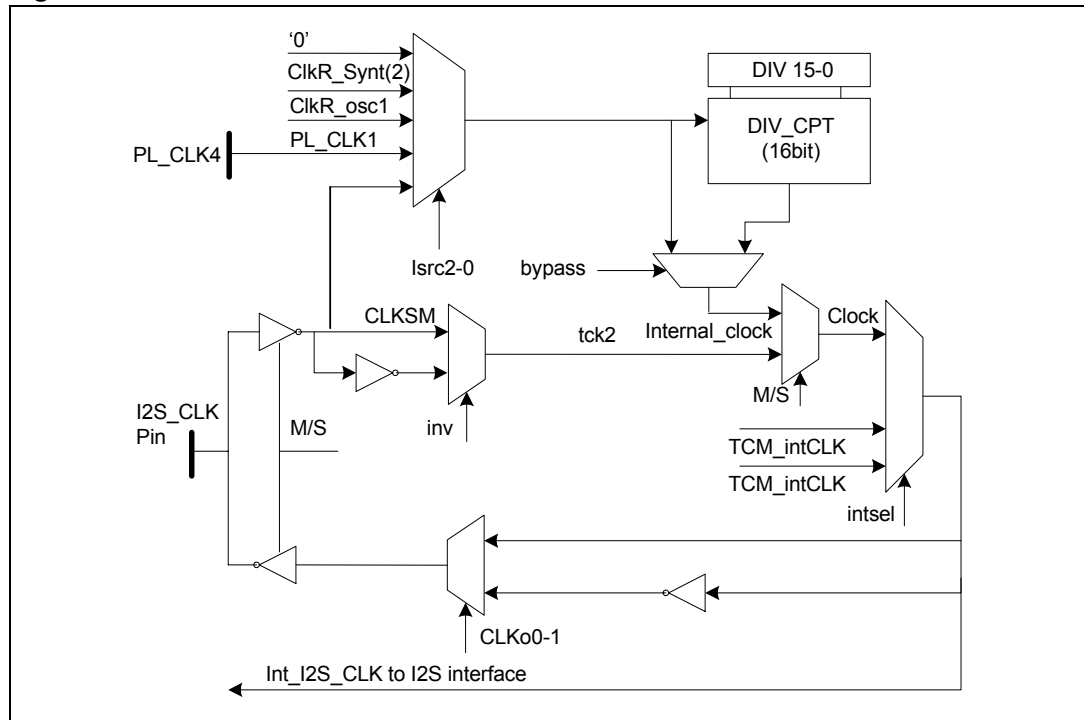 ‘0’
ClkR_Synt(2)
ClkR_osc1
PL_CLK1
PL_CLK4
DIV 15-0
DIV_CPT
(16bit)
Isrc2-0
bypass
CLKSM
tck2
Internal_clock
Clock
M/S
I2S_CLK
Pin
M/S
inv
TCM_intCLK
TCM_intCLK
intsel
CLKo0-1
Int_I2S_CLK to I2S interface